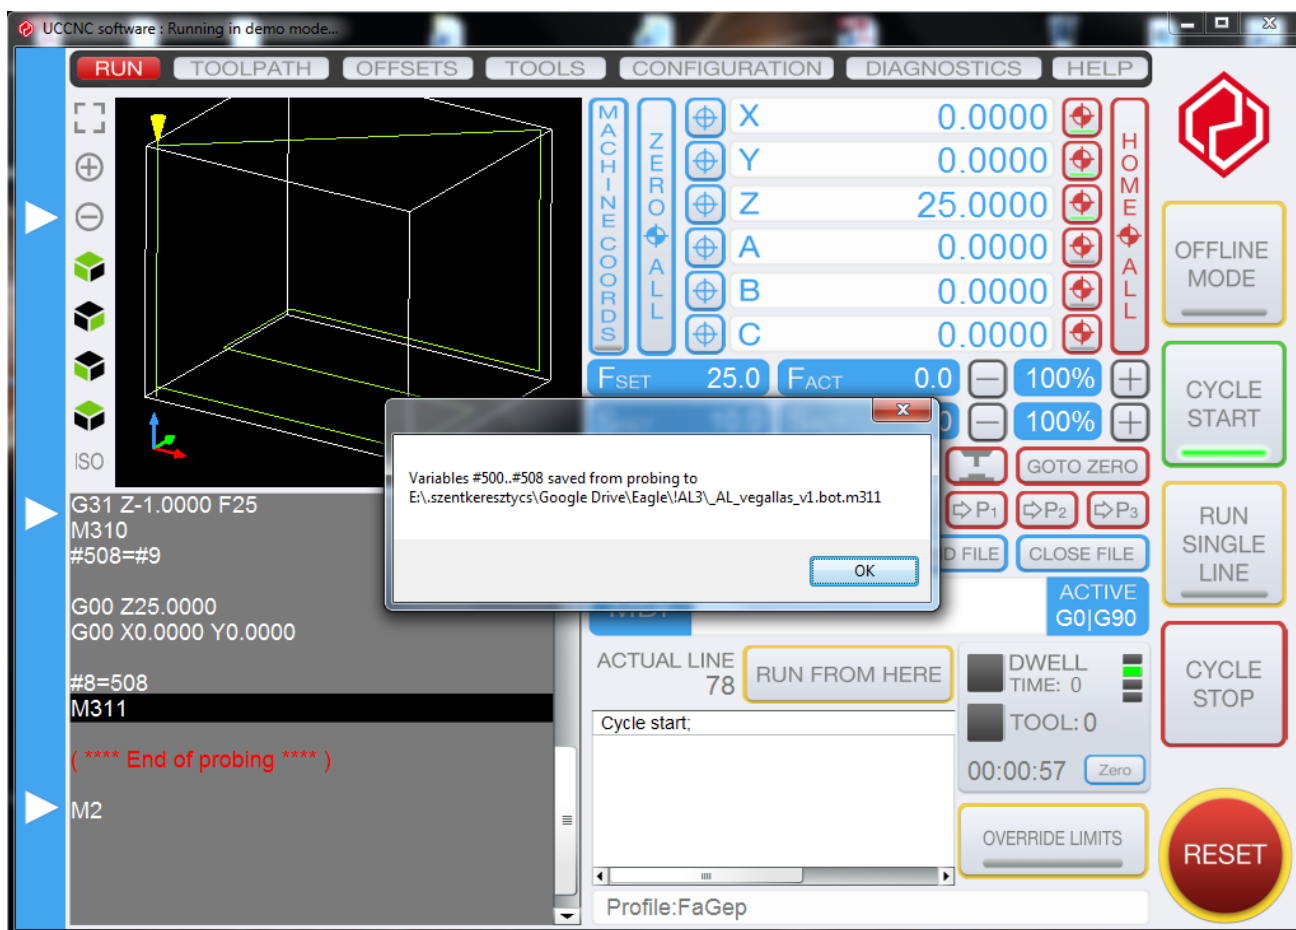 UCCNC software : Running in demo mode...
RUN TOOLPATH OFFSETS TOOLS CONFIGURATION DIAGNOSTICS HELP
MACHINE COORDS
ZERO ALL
HOME ALL
X 0.0000
Y 0.0000
Z 25.0000
A 0.0000
B 0.0000
C 0.0000
OFFLINE
MODE
FSET 25.0 FACT 0.0 100%
10.0 0 100%
CYCLE
START
ISO
GOTO ZERO
P1 P2 P3
D FILE CLOSE FILE
Variables #500..#508 saved from probing to
E:\.szentkeresztycs\Google Drive\Eagle\!AL3\_AL_vegallas_v1.bot.m311
OK
G31 Z-1.0000 F25
M310
#508=#9
G00 Z25.0000
G00 X0.0000 Y0.0000
#8=508
M311
( **** End of probing **** )
M2
RUN
SINGLE
LINE
MDI
ACTIVE
G0|G90
ACTUAL LINE
78
RUN FROM HERE
DWELL
TIME: 0
TOOL: 0
00:00:57 Zero
CYCLE
STOP
Cycle start;
OVERRIDE LIMITS
RESET
Profile:FaGep